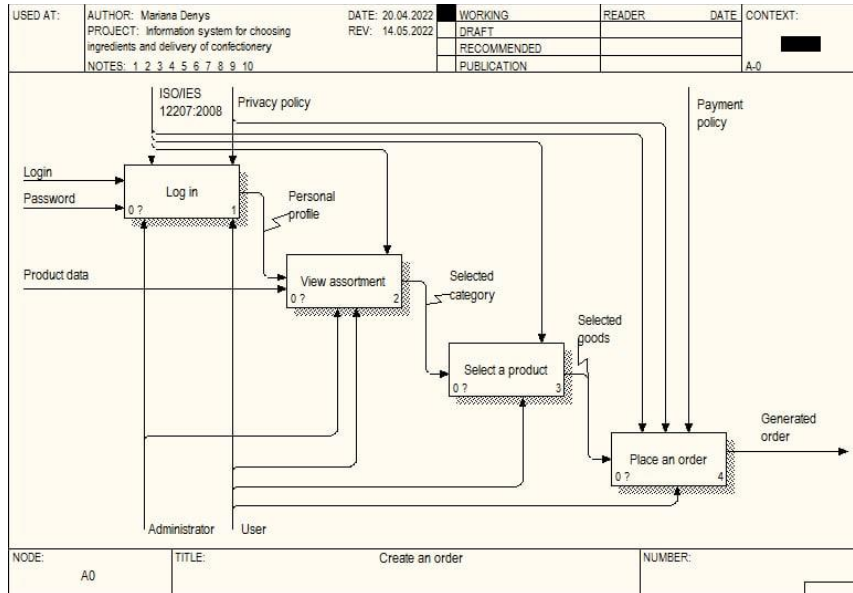 USED AT:
AUTHOR: Mariana Denys
DATE: 20.04.2022
WORKING
READER
DATE
CONTEXT:
PROJECT: Information system for choosing
REV: 14.05.2022
DRAFT
ingredients and delivery of confectionery
RECOMMENDED
NOTES: 1 2 3 4 5 6 7 8 9 10
PUBLICATION
A-0
ISO/IES
12207:2008
Privacy policy
Payment
policy
Login
Password
Log in
0 ?
1
Personal
profile
Product data
View assortment
0 ?
2
Selected
category
Selected
goods
Select a product
0 ?
3
Generated
order
Place an order
0 ?
4
Administrator
User
NODE:
A0
TITLE:
Create an order
NUMBER: